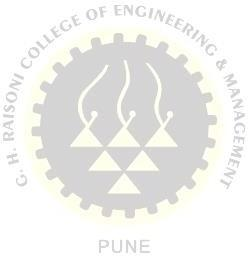 G. H. RAISONI COLLEGE OF ENGINEERING & MANAGEMENT
PUNE